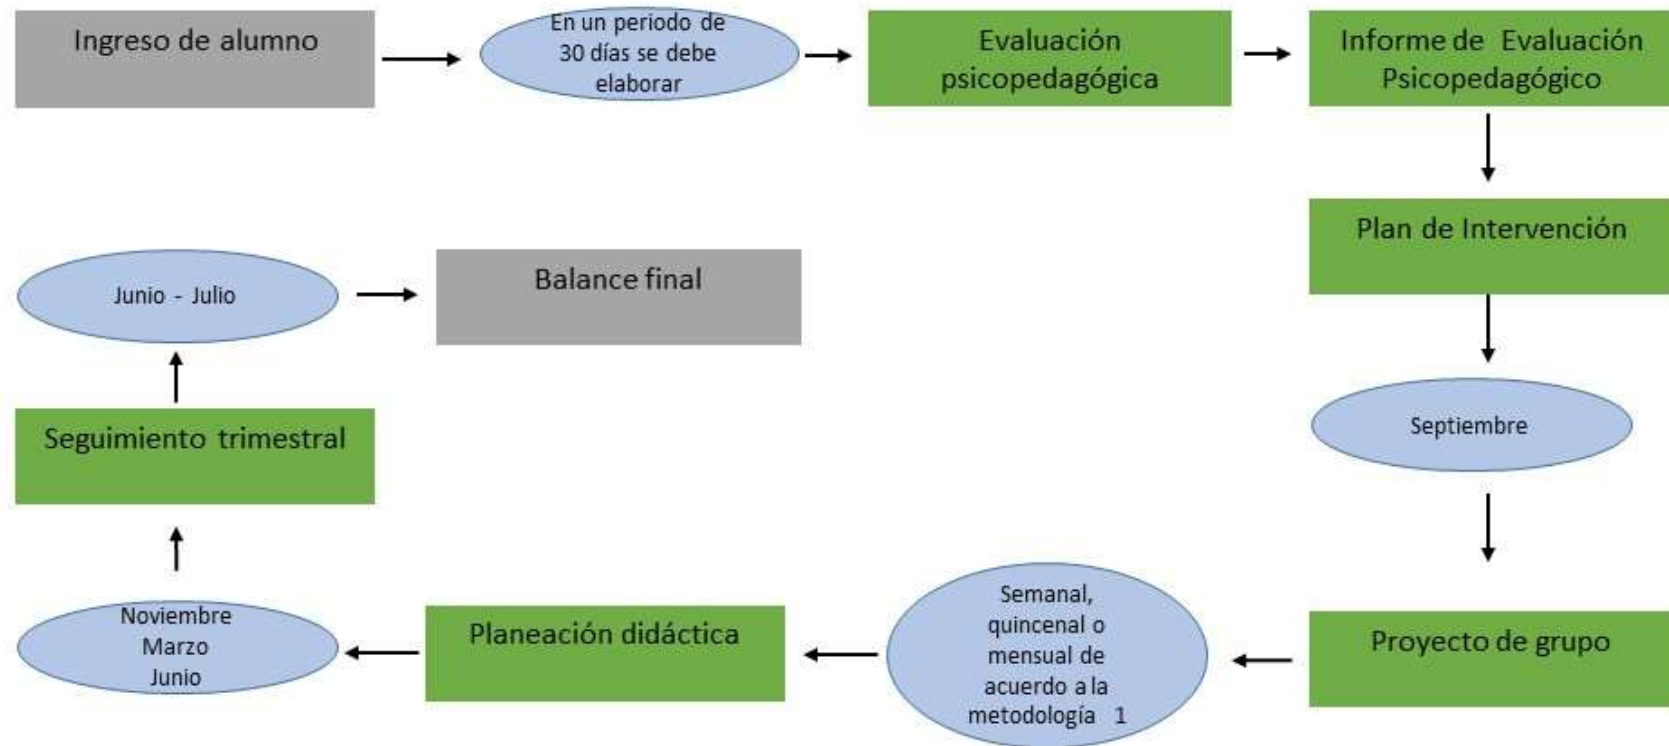 Ingreso de alumno
En un periodo de
30 días se debe
elaborar
Evaluación
psicopedagógica
Informe de Evaluación
Psicopedagógico
Plan de Intervención
Septiembre
Proyecto de grupo
Semanal,
quincenal o
mensual de
acuerdo a la
metodología 1
Planeación didáctica
Noviembre
Marzo
Junio
Seguimiento trimestral
Junio - Julio
Balance final